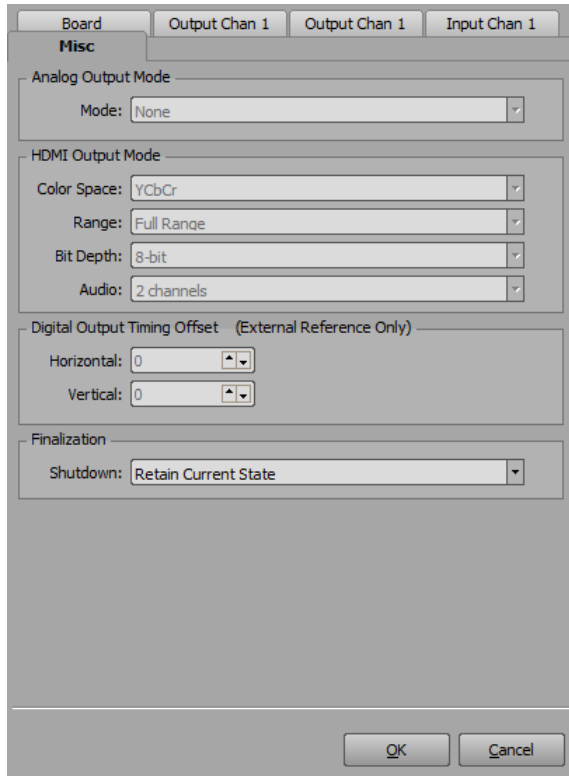 Board Output Chan 1 Output Chan 1 Input Chan 1
Misc
Analog Output Mode
Mode: None
HDMI Output Mode
Color Space: YCbCr
Range: Full Range
Bit Depth: 8-bit
Audio: 2 channels
Digital Output Timing Offset (External Reference Only)
Horizontal: 0
Vertical: 0
Finalization
Shutdown: Retain Current State
OK Cancel